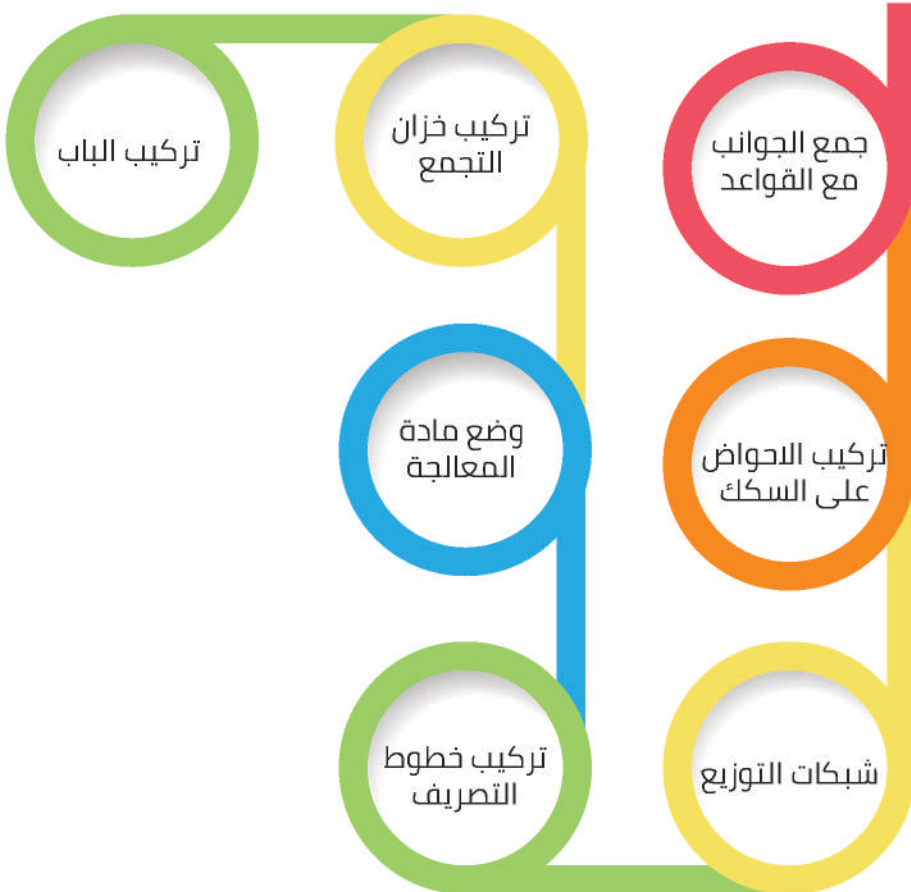 جمع الجوانب
مع القواعد
تركيب الاحواض
على السكك
شبكات التوزيع
تركيب خطوط
التصريف
وضع مادة
المعالجة
تركيب خزان
التجمع
تركيب الباب